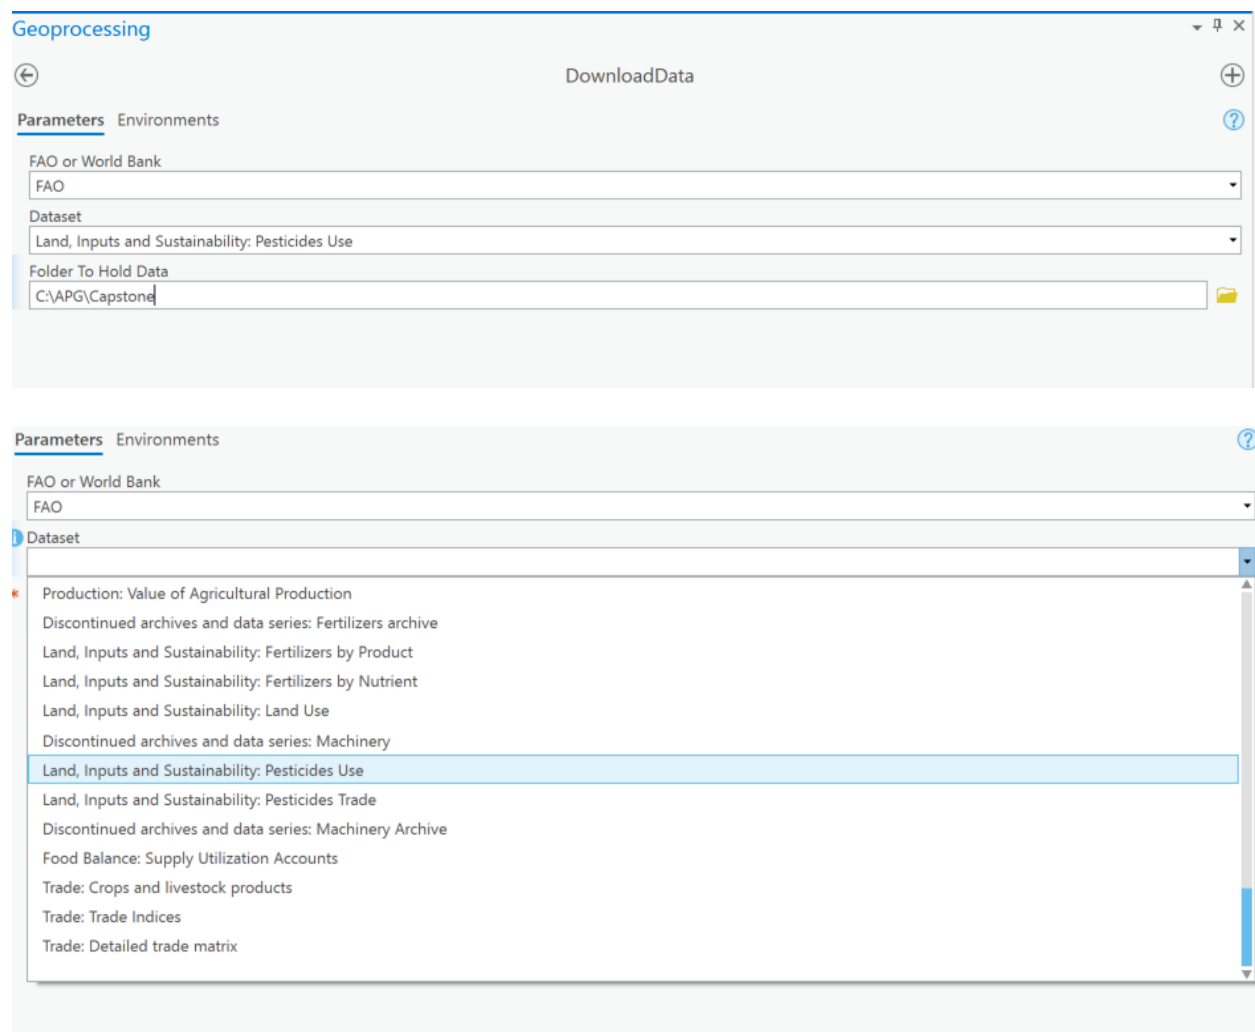 Geoprocessing
DownloadData
Parameters Environments
FAO or World Bank
FAO
Dataset
Land, Inputs and Sustainability: Pesticides Use
Folder To Hold Data
C:\APG\Capstone
Parameters Environments
FAO or World Bank
FAO
Dataset
Production: Value of Agricultural Production
Discontinued archives and data series: Fertilizers archive
Land, Inputs and Sustainability: Fertilizers by Product
Land, Inputs and Sustainability: Fertilizers by Nutrient
Land, Inputs and Sustainability: Land Use
Discontinued archives and data series: Machinery
Land, Inputs and Sustainability: Pesticides Use
Land, Inputs and Sustainability: Pesticides Trade
Discontinued archives and data series: Machinery Archive
Food Balance: Supply Utilization Accounts
Trade: Crops and livestock products
Trade: Trade Indices
Trade: Detailed trade matrix